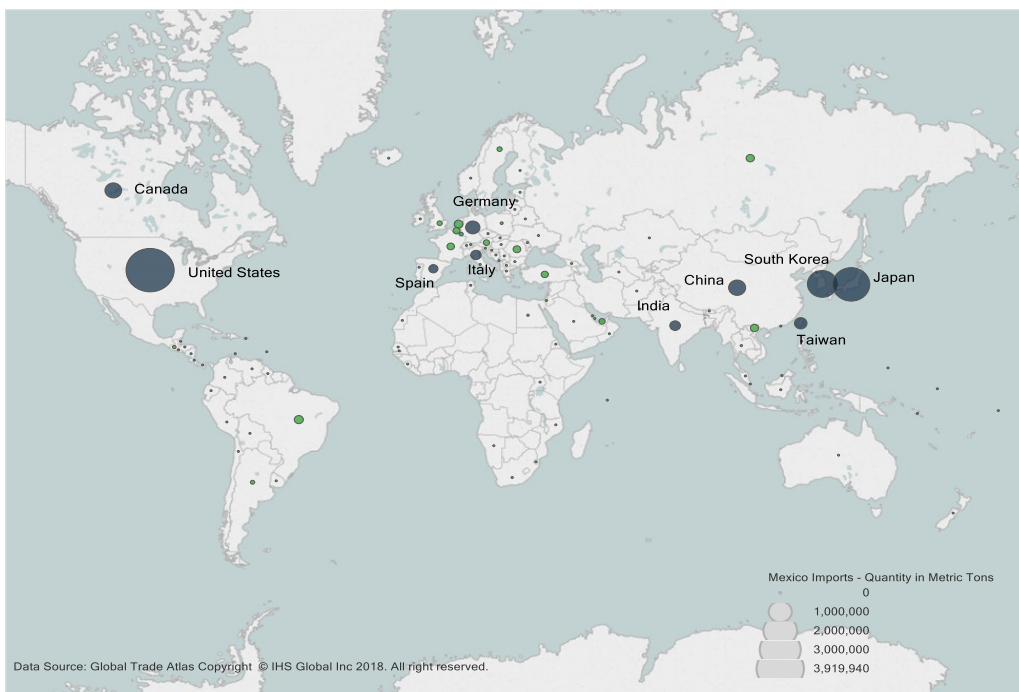 Canada
Germany
United States
Spain
Italy
South Korea
China
Japan
India
Taiwan
Mexico Imports - Quantity in Metric Tons
0
1,000,000
2,000,000
3,000,000
3,919,940
Data Source: Global Trade Atlas Copyright © IHS Global Inc 2018. All right reserved.